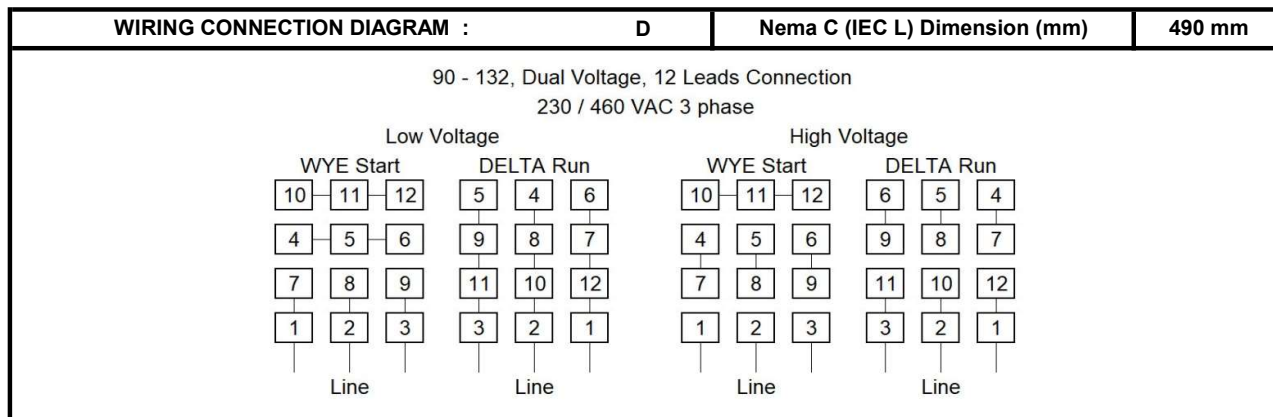 WIRING CONNECTION DIAGRAM : D Nema C (IEC L) Dimension (mm) 490 mm
90 - 132, Dual Voltage, 12 Leads Connection
230 / 460 VAC 3 phase
Low Voltage High Voltage
WYE Start DELTA Run WYE Start DELTA Run
10 11 12 5 4 6 10 11 12 6 5 4
4 5 6 9 8 7 4 5 6 9 8 7
7 8 9 11 10 12 7 8 9 11 10 12
1 2 3 3 2 1 1 2 3 3 2 1
Line Line Line Line